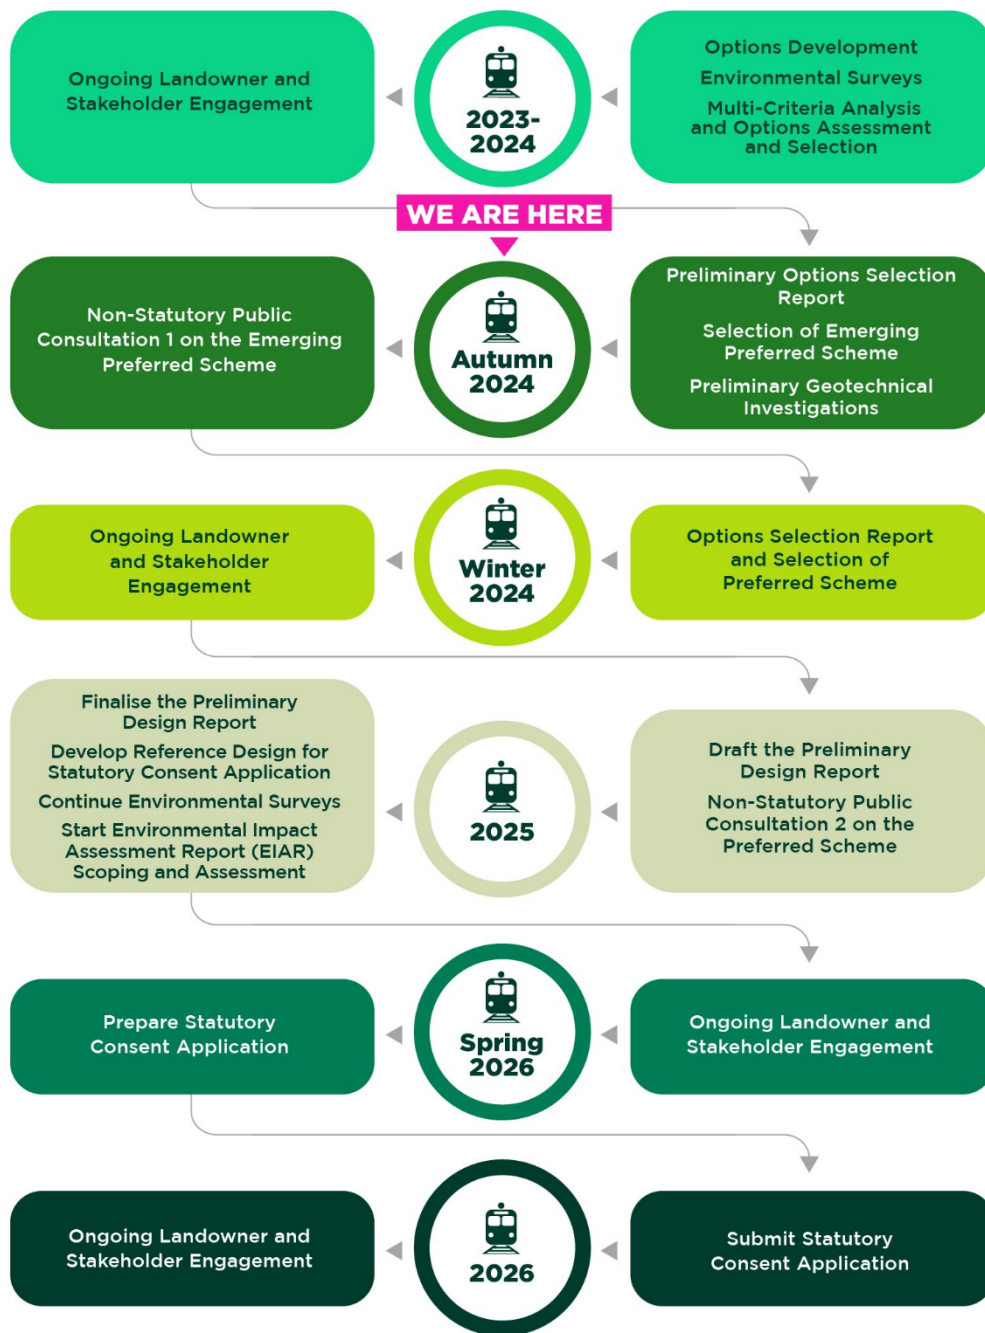 Options Development
Environmental Surveys
Multi-Criteria Analysis
and Options Assessment
and Selection
2023-
2024
Ongoing Landowner and
Stakeholder Engagement
WE ARE HERE
Preliminary Options Selection
Report
Selection of Emerging
Preferred Scheme
Preliminary Geotechnical
Investigations
Autumn
2024
Non-Statutory Public
Consultation 1 on the Emerging
Preferred Scheme
Options Selection Report
and Selection of
Preferred Scheme
Winter
2024
Ongoing Landowner
and Stakeholder
Engagement
Draft the Preliminary
Design Report
Non-Statutory Public
Consultation 2 on the
Preferred Scheme
2025
Finalise the Preliminary
Design Report
Develop Reference Design for
Statutory Consent Application
Continue Environmental Surveys
Start Environmental Impact
Assessment Report (EIAR)
Scoping and Assessment
Ongoing Landowner and
Stakeholder Engagement
Spring
2026
Prepare Statutory
Consent Application
Submit Statutory
Consent Application
2026
Ongoing Landowner and
Stakeholder Engagement